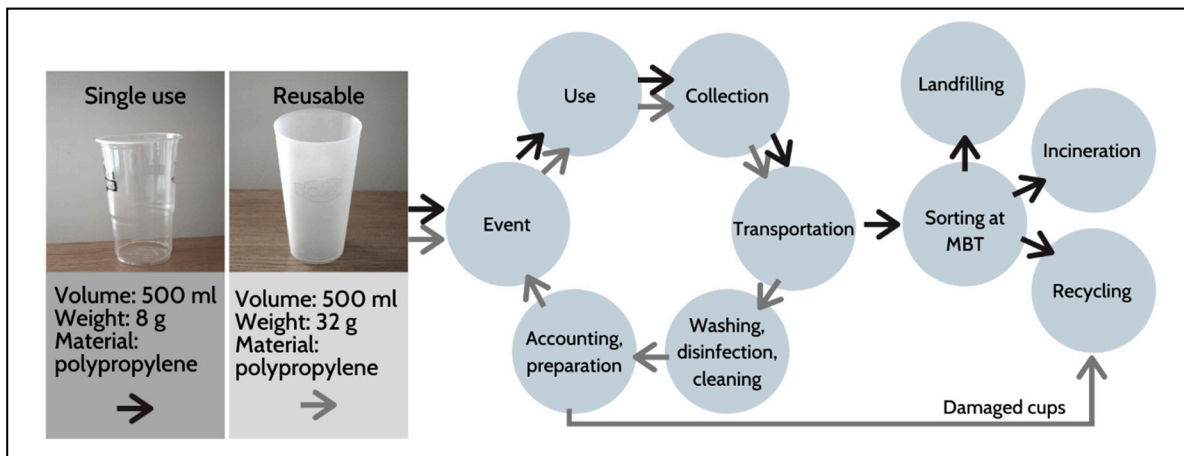 Single use
Reusable
Volume: 500 ml
Weight: 8 g
Material:
polypropylene
Volume: 500 ml
Weight: 32 g
Material:
polypropylene
Event
Use
Collection
Transportation
Washing,
disinfection,
cleaning
Accounting,
preparation
Sorting at
MBT
Landfilling
Incineration
Recycling
Damaged cups